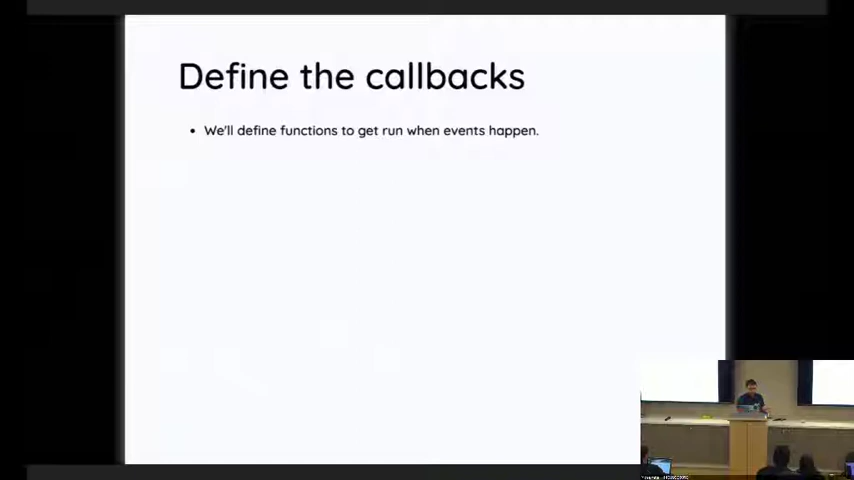 Define the callbacks
• We'll define functions to get run when events happen.